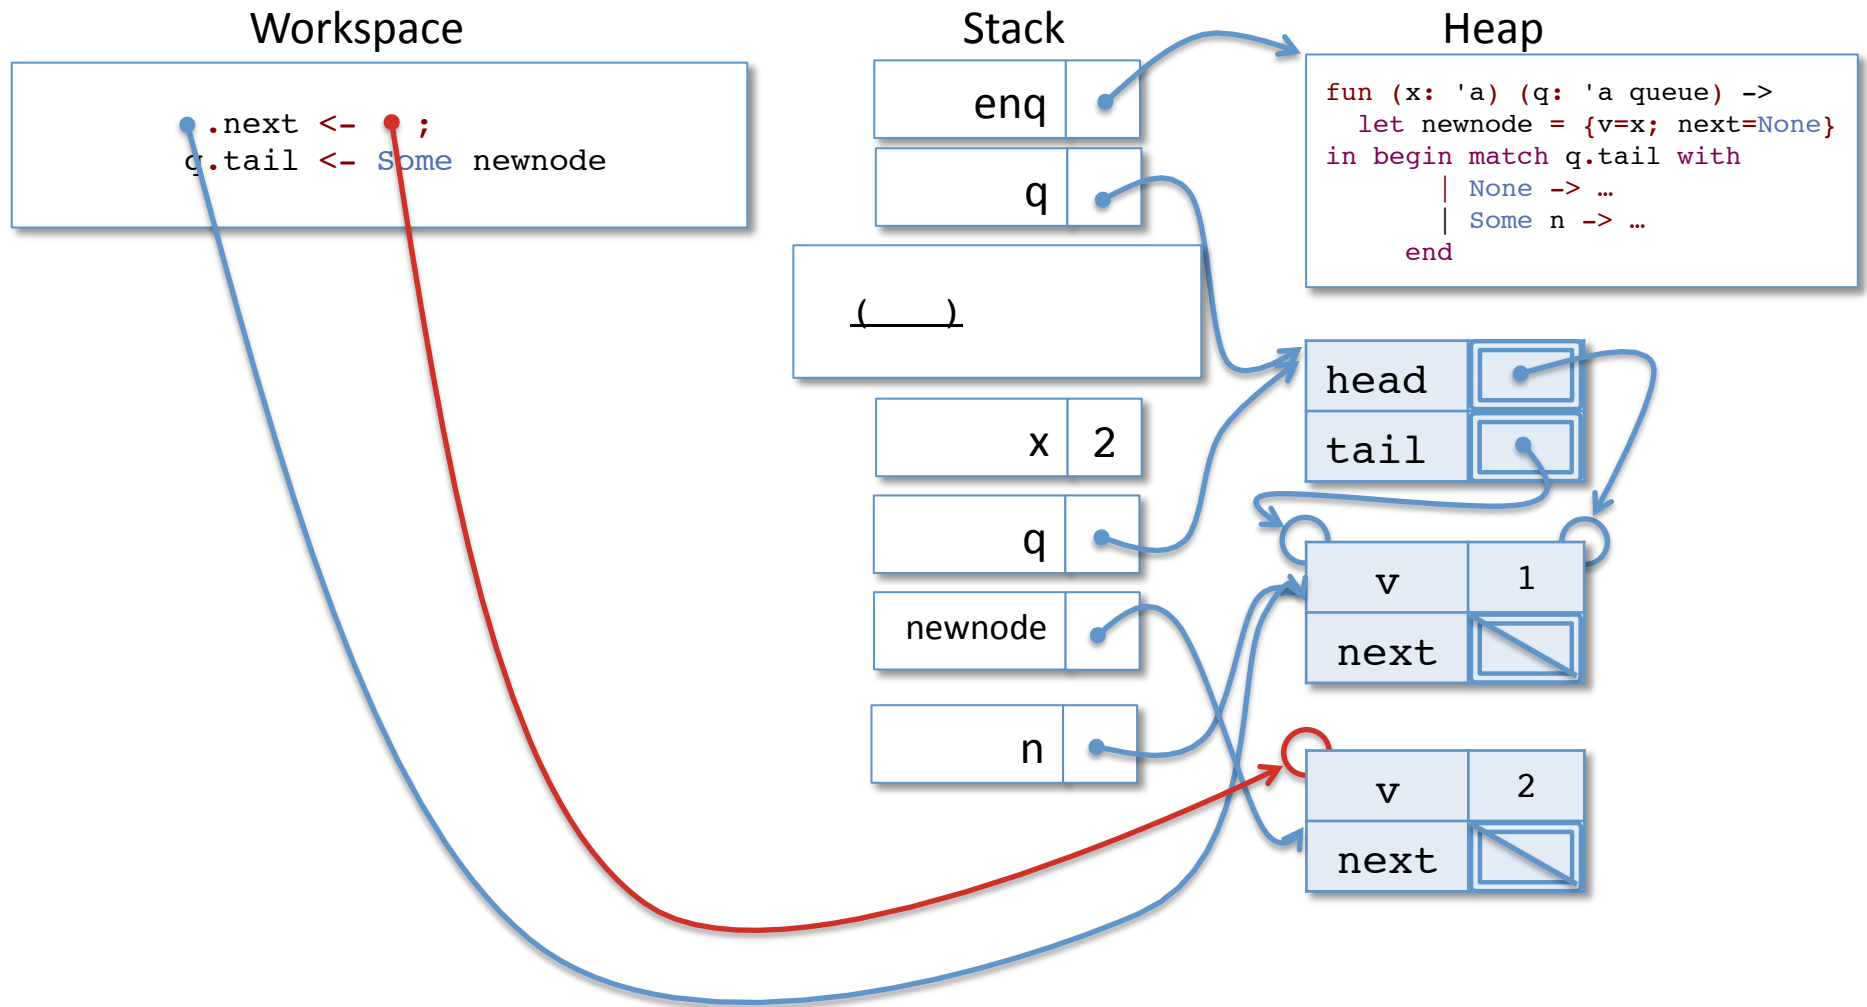 Workspace
Stack
Heap
.next <- ;
q.tail <- Some newnode
enq
q
( )
x 2
q
newnode
n
fun (x: 'a) (q: 'a queue) ->
let newnode = {v=x; next=None}
in begin match q.tail with
| None -> …
| Some n -> …
end
head
tail
v 1
next
v 2
next